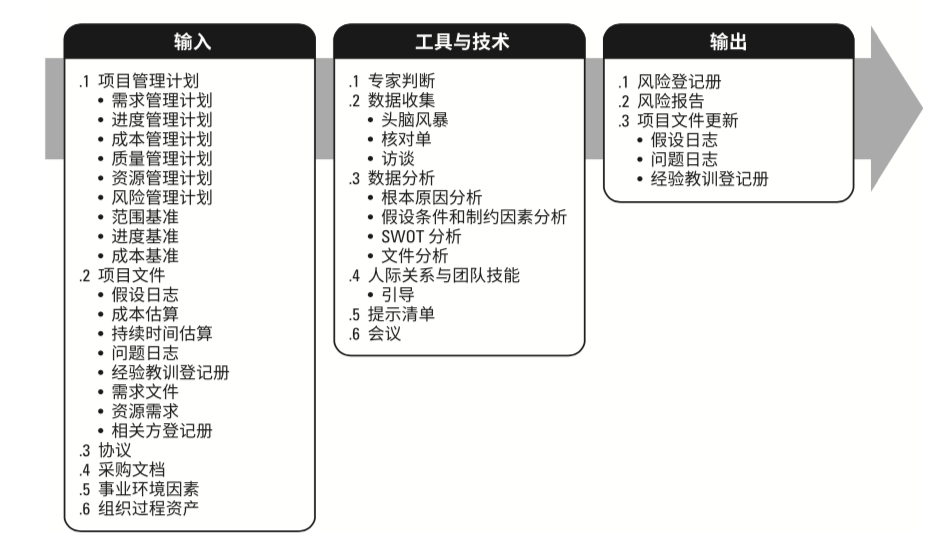 输入
.1 项目管理计划
• 需求管理计划
• 进度管理计划
• 成本管理计划
• 质量管理计划
• 资源管理计划
• 风险管理计划
• 范围基准
• 进度基准
• 成本基准
.2 项目文件
• 假设日志
• 成本估算
• 持续时间估算
• 问题日志
• 经验教训登记册
• 需求文件
• 资源需求
• 相关方登记册
.3 协议
.4 采购文档
.5 事业环境因素
.6 组织过程资产
工具与技术
.1 专家判断
.2 数据收集
• 头脑风暴
• 核对单
• 访谈
.3 数据分析
• 根本原因分析
• 假设条件和制约因素分析
• SWOT 分析
• 文件分析
.4 人际关系与团队技能
• 引导
.5 提示清单
.6 会议
输出
.1 风险登记册
.2 风险报告
.3 项目文件更新
• 假设日志
• 问题日志
• 经验教训登记册